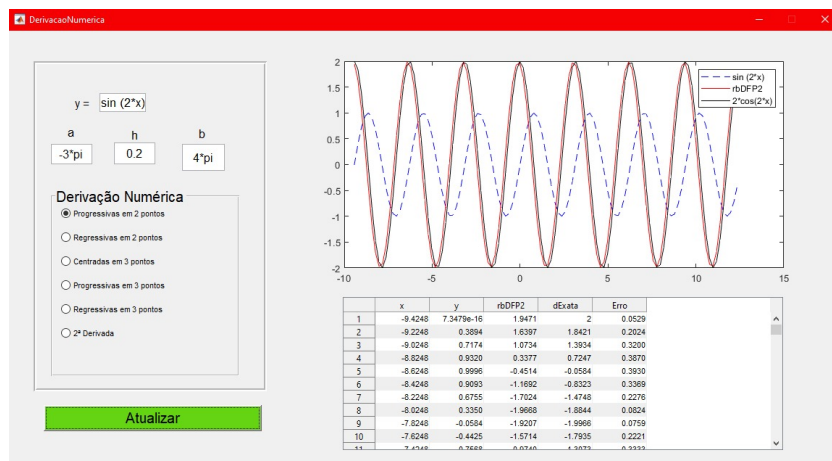 DerivacaoNumerica
y = sin (2*x)
a h b
-3*pi 0.2 4*pi
Derivação Numérica
Progressivas em 2 pontos
Regressivas em 2 pontos
Centradas em 3 pontos
Progressivas em 3 pontos
Regressivas em 3 pontos
2ª Derivada
Atualizar
2
1.5
1
0.5
0
-0.5
-1
-1.5
-2
-10 -5 0 5 10 15
sin (2*x)
rbDFP2
2*cos(2*x)
x y rbDFP2 dExata Erro
1 -9.4248 7.3479e-16 1.9471 2 0.0529
2 -9.2248 0.3894 1.6397 1.8421 0.2024
3 -9.0248 0.7174 1.0734 1.3934 0.3200
4 -8.8248 0.9320 0.3377 0.7247 0.3870
5 -8.6248 0.9996 -0.4514 -0.0584 0.3930
6 -8.4248 0.9093 -1.1692 -0.8323 0.3369
7 -8.2248 0.6755 -1.7024 -1.4748 0.2276
8 -8.0248 0.3350 -1.9668 -1.8844 0.0824
9 -7.8248 -0.0584 -1.9207 -1.9966 0.0759
10 -7.6248 -0.4425 -1.5714 -1.7935 0.2221
11